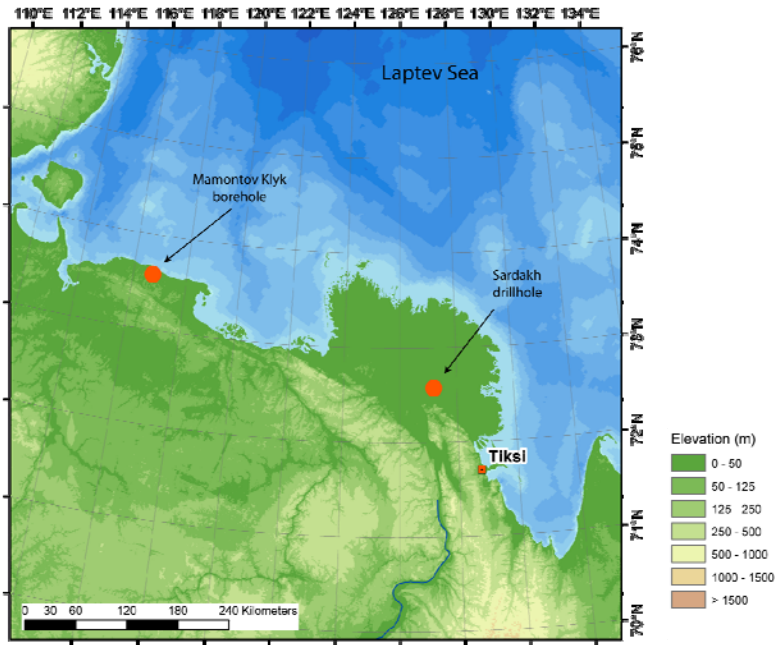 110°E 112°E 114°E 116°E 118°E 120°E 122°E 124°E 126°E 128°E 130°E 132°E 134°E
Laptev Sea
76°N
75°N
Mamontov Klyk
borehole
74°N
Sardakh
drillhole
73°N
72°N
Tiksi
71°N
70°N
0 30 60 120 180 240 Kilometers
Elevation (m)
0 - 50
50 - 125
125 - 250
250 - 500
500 - 1000
1000 - 1500
> 1500